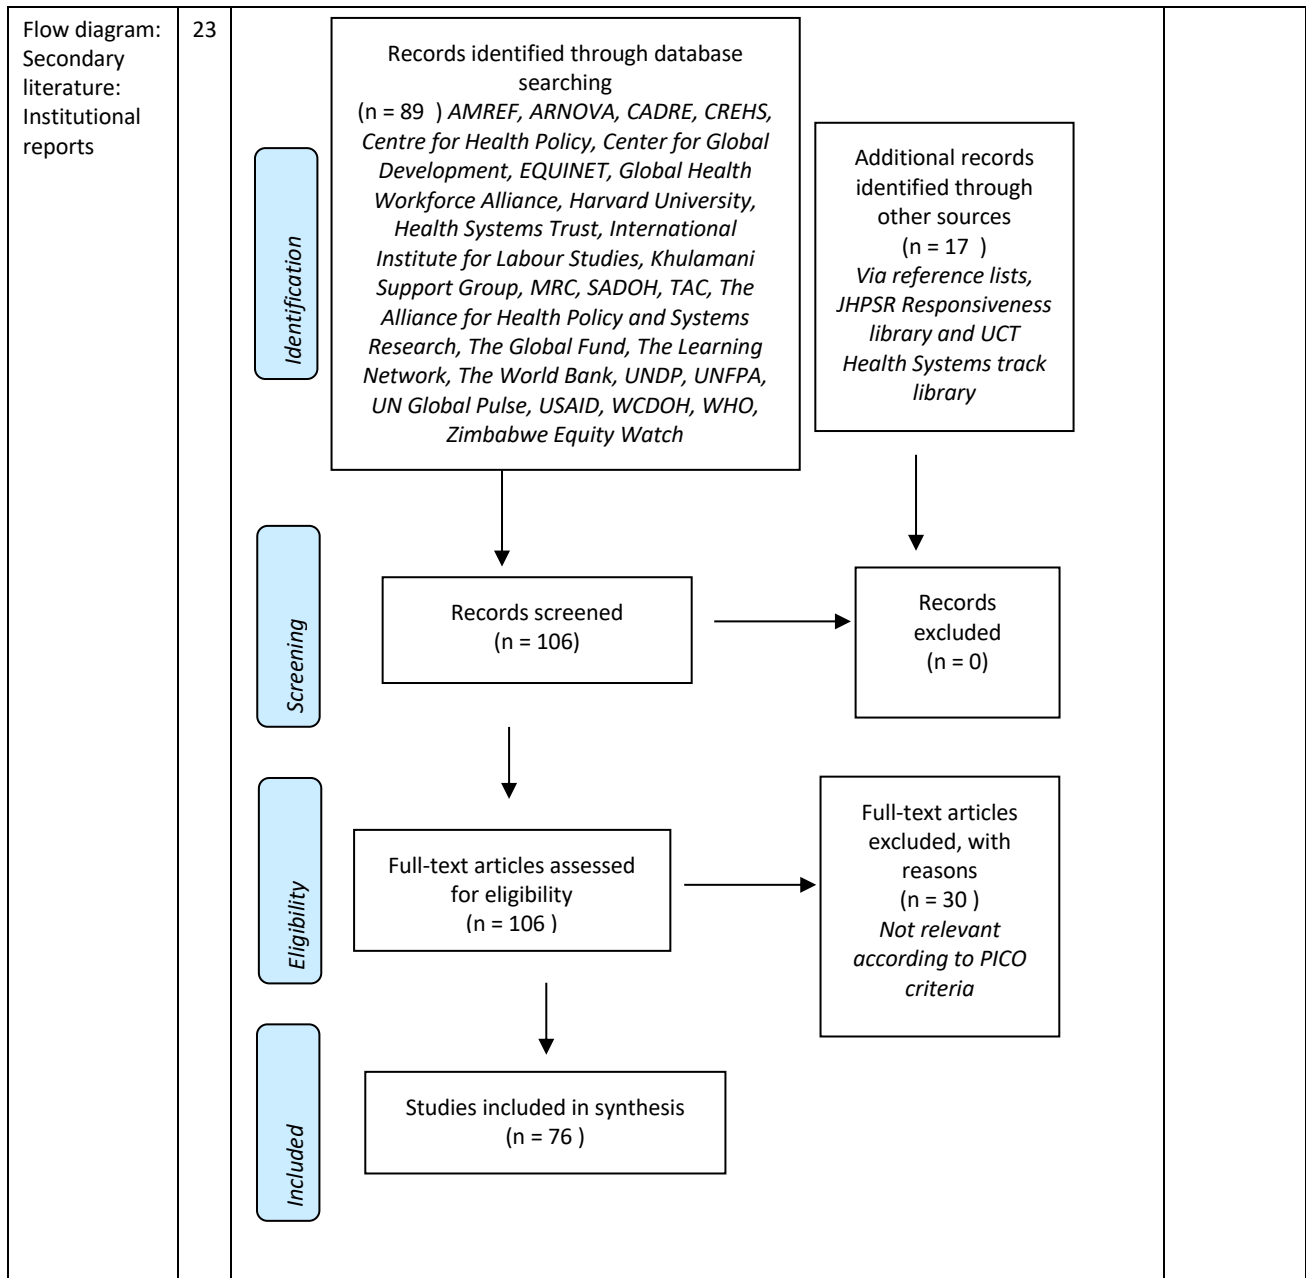 Flow diagram:
Secondary
literature:
Institutional
reports
23
Identification
Records identified through database
searching
(n = 89 ) AMREF, ARNOVA, CADRE, CREHS,
Centre for Health Policy, Center for Global
Development, EQUINET, Global Health
Workforce Alliance, Harvard University,
Health Systems Trust, International
Institute for Labour Studies, Khulamani
Support Group, MRC, SADOH, TAC, The
Alliance for Health Policy and Systems
Research, The Global Fund, The Learning
Network, The World Bank, UNDP, UNFPA,
UN Global Pulse, USAID, WCDOH, WHO,
Zimbabwe Equity Watch
Additional records
identified through
other sources
(n = 17 )
Via reference lists,
JHPSR Responsiveness
library and UCT
Health Systems track
library
Screening
Records screened
(n = 106)
Records
excluded
(n = 0)
Eligibility
Full-text articles assessed
for eligibility
(n = 106 )
Full-text articles
excluded, with
reasons
(n = 30 )
Not relevant
according to PICO
criteria
Included
Studies included in synthesis
(n = 76 )